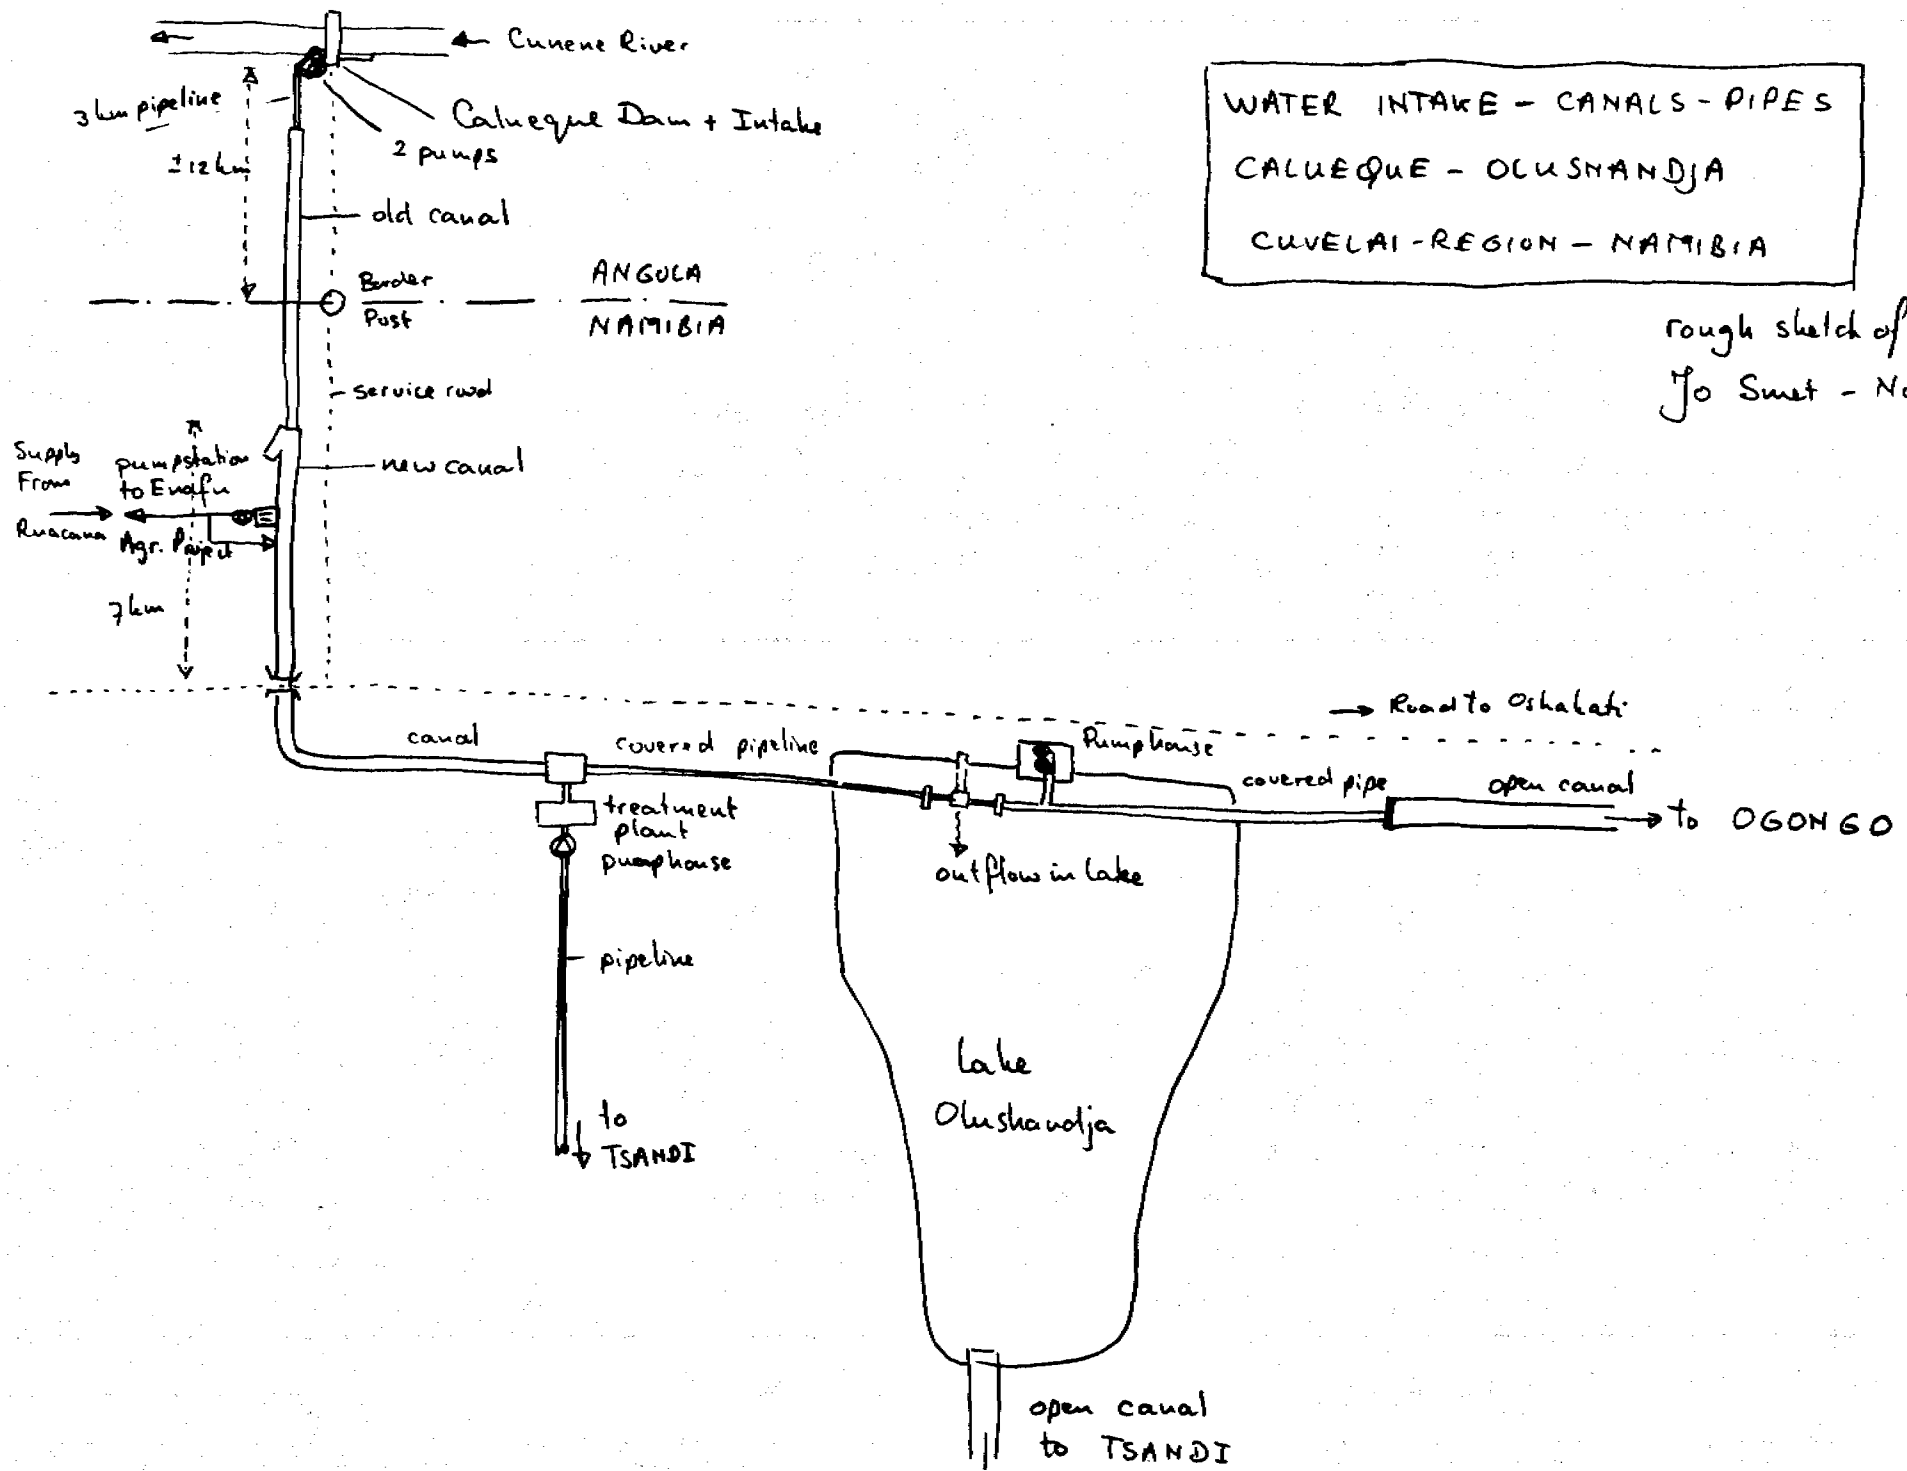 ← Cunene River
3 km pipeline
Calueque Dam + Intake
2 pumps
± 12 km
old canal
WATER INTAKE – CANALS – PIPES
CALUEQUE – OLUSHANDJA
CUVELAI-REGION – NAMIBIA
rough sketch of
Jo Smet – No
Border
Post
ANGOLA
NAMIBIA
service road
new canal
Supply
From
Ruacana
pumpstation
to
Agr. Project
7 km
→ Road to Oshakati
canal
covered pipeline
Pumphouse
covered pipe
open canal
to OGONGO
treatment
plant
pumphouse
outflow in lake
pipeline
to
TSANDI
Lake
Olushandja
open canal
to TSANDI